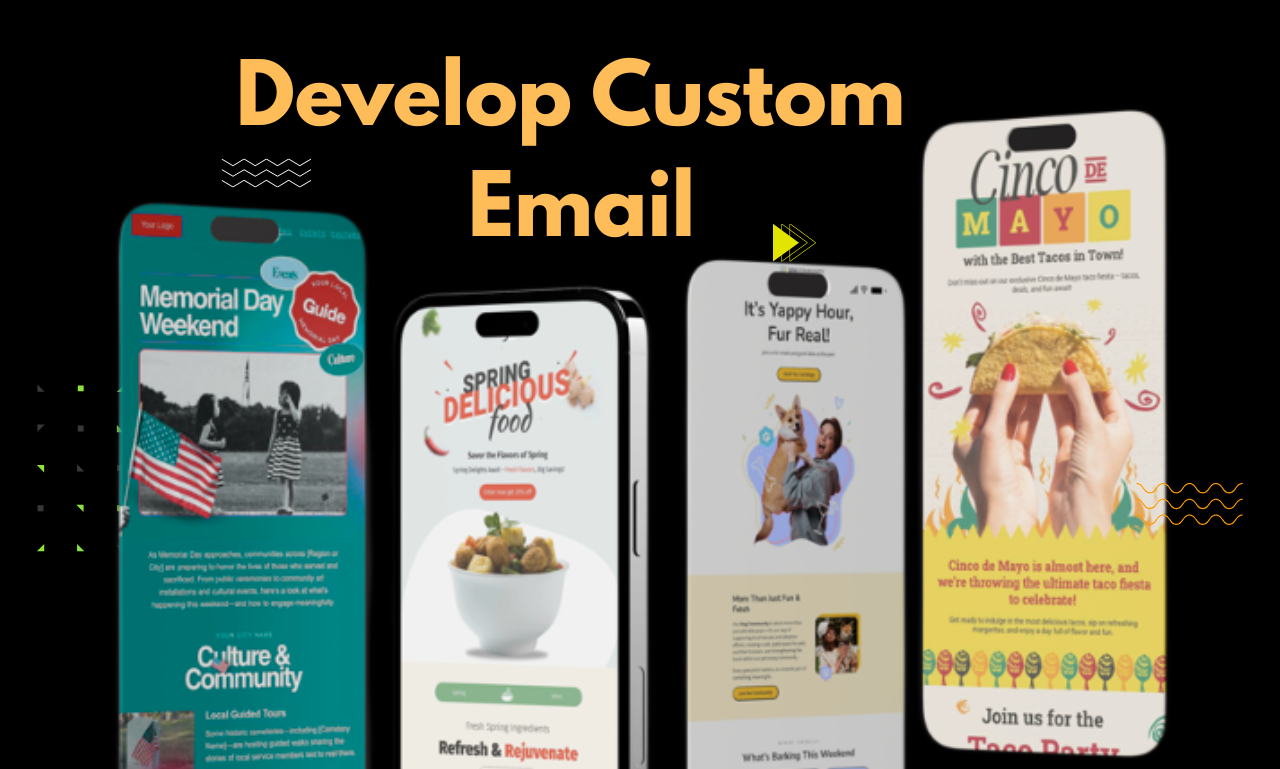 Develop Custom
Email
Your Logo
EVENTS
CULTURE
Events
Memorial Day
Weekend
YOUR LOCAL
Guide
MEMORIAL DAY
Culture
As Memorial Day approaches, communities across [Region or
City] are preparing to honor the lives of those who served and
sacrificed. From public ceremonies to community art
installations and cultural events, here's a look at what's
happening this weekend—and how to engage meaningfully
YOUR CITY NAME
Culture &
Community
Local Guided Tours
Some historic cemeteries—including [Cemetery
Name]—are hosting guided walks sharing the
stories of local service members laid to rest there.
SPRING
DELICIOUS
food
Savor the Flavors of Spring
Spring Delights Await – Fresh Flavors, Big Savings!
Order now get 20% off
Spring
Fresh Spring Ingredients
Refresh & Rejuvenate
It's Yappy Hour,
Fur Real!
More Than Just Fun &
Fetch
What's Barking This Weekend
Cinco DE
MAYO
with the Best Tacos in Town!
Don't miss out on our exclusive Cinco de Mayo taco fiesta – tacos,
deals, and fun await!
Cinco de Mayo is almost here, and
we're throwing the ultimate taco fiesta
to celebrate!
Get ready to indulge in the most delicious tacos, sip on refreshing
margaritas, and enjoy a day full of flavor and fun.
Join us for the
Taco Party